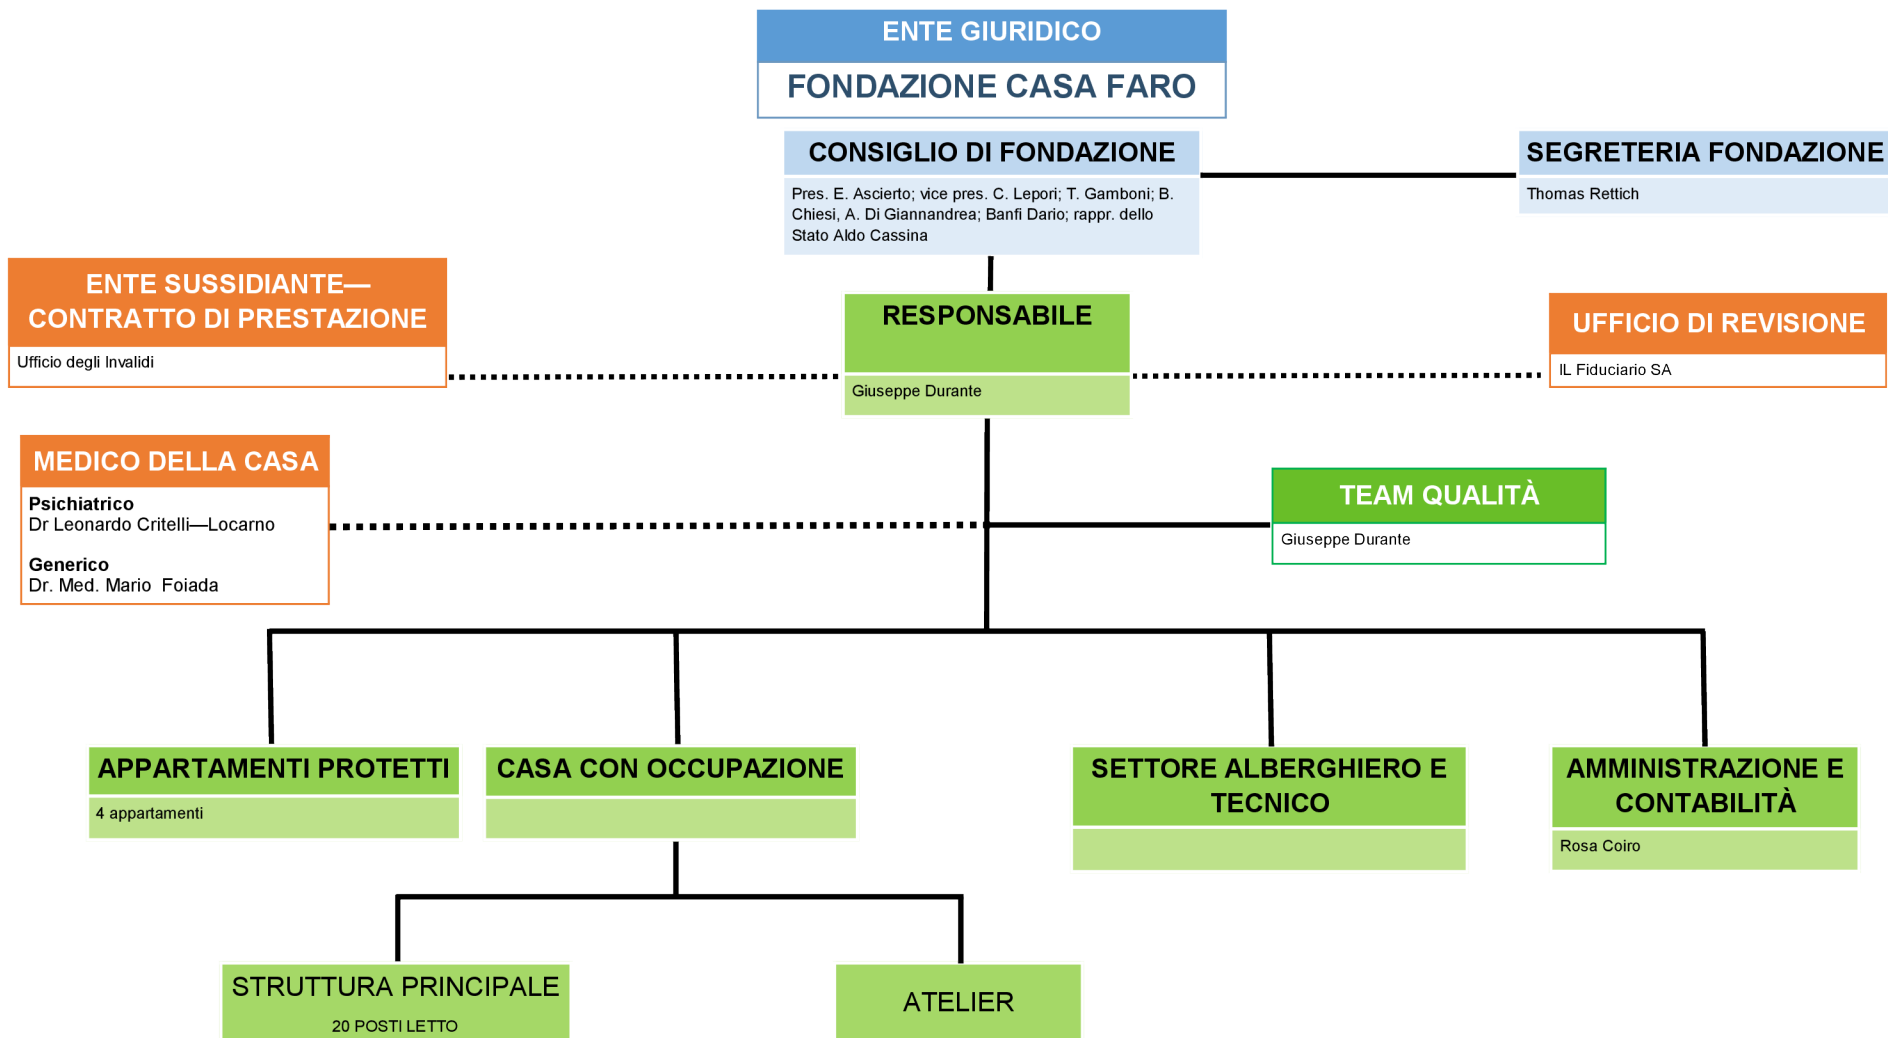 ENTE GIURIDICO
FONDAZIONE CASA FARO
CONSIGLIO DI FONDAZIONE
Pres. E. Ascierto; vice pres. C. Lepori; T. Gamboni; B.
Chiesi, A. Di Giannandrea; Banfi Dario; rappr. dello
Stato Aldo Cassina
SEGRETERIA FONDAZIONE
Thomas Rettich
ENTE SUSSIDIANTE—
CONTRATTO DI PRESTAZIONE
Ufficio degli Invalidi
RESPONSABILE
Giuseppe Durante
UFFICIO DI REVISIONE
IL Fiduciario SA
MEDICO DELLA CASA
Psichiatrico
Dr Leonardo Critelli—Locarno
Generico
Dr. Med. Mario  Foiada
TEAM QUALITÀ
Giuseppe Durante
APPARTAMENTI PROTETTI
4 appartamenti
CASA CON OCCUPAZIONE
SETTORE ALBERGHIERO E
TECNICO
AMMINISTRAZIONE E
CONTABILITÀ
Rosa Coiro
STRUTTURA PRINCIPALE
20 POSTI LETTO
ATELIER